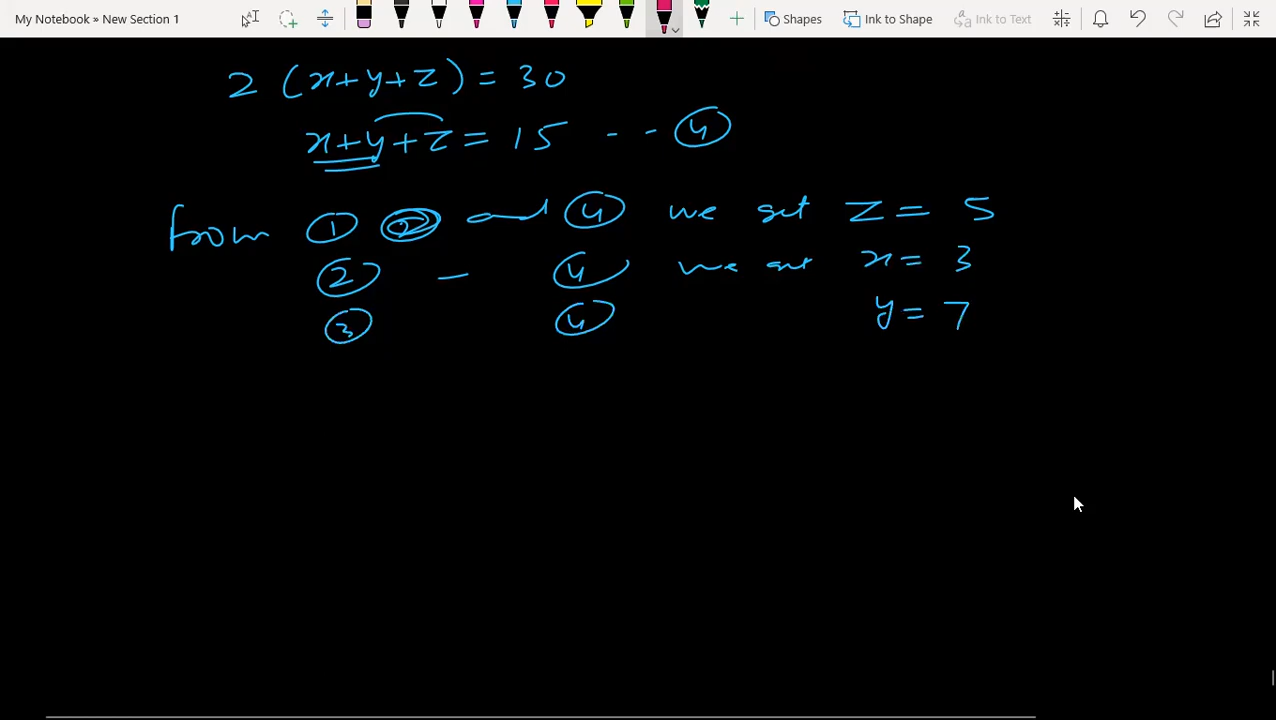 My Notebook » New Section 1
Shapes
Ink to Shape
Ink to Text
2 (x+y+z) = 30
x+y+z = 15 - - ④
from ① and ④ we get z = 5
② — ④ we get x = 3
③ ④ y = 7